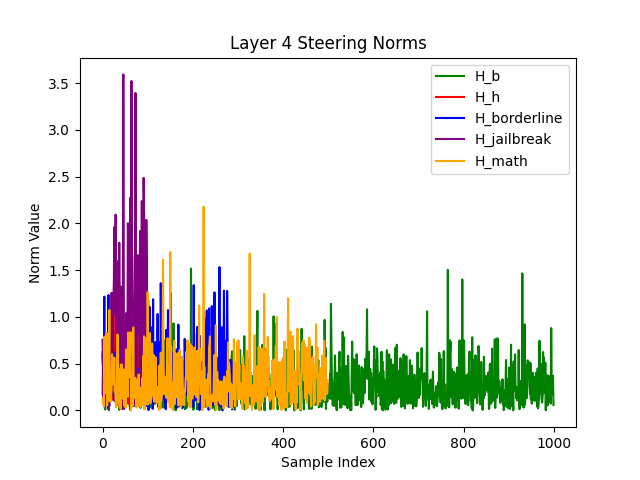 Layer 4 Steering Norms
H_b
H_h
H_borderline
H_jailbreak
H_math
Norm Value
3.5
3.0
2.5
2.0
1.5
1.0
0.5
0.0
0
200
400
600
800
1000
Sample Index